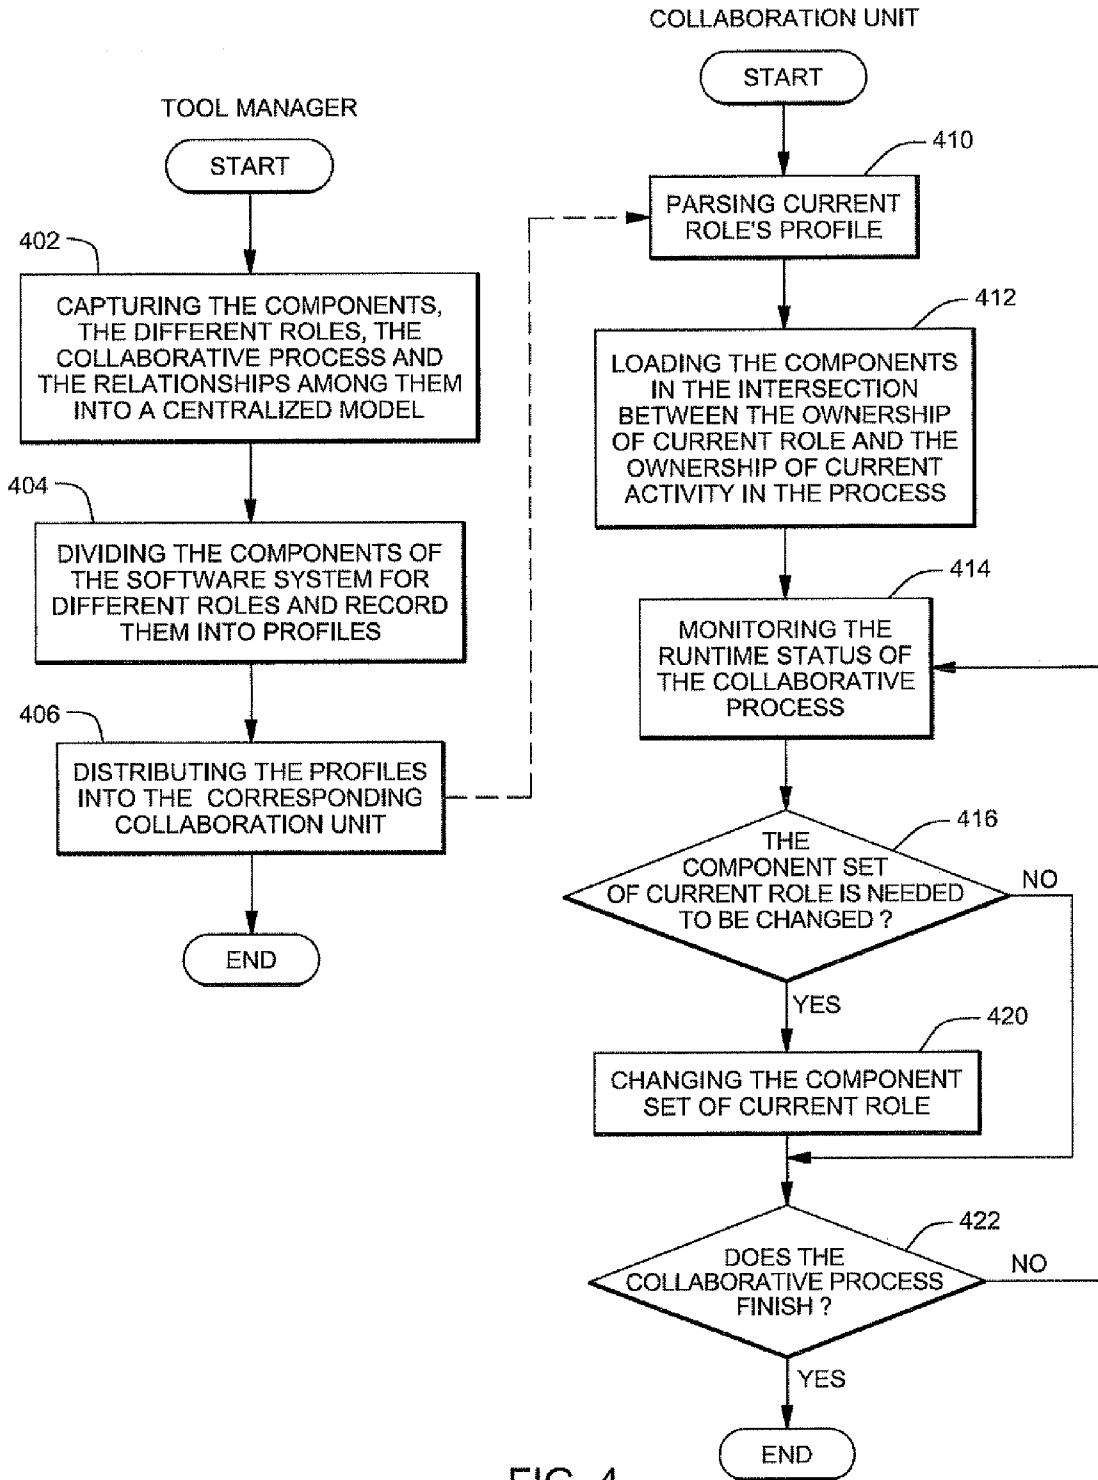 TOOL MANAGER
START
402
CAPTURING THE COMPONENTS,
THE DIFFERENT ROLES, THE
COLLABORATIVE PROCESS AND
THE RELATIONSHIPS AMONG THEM
INTO A CENTRALIZED MODEL
404
DIVIDING THE COMPONENTS OF
THE SOFTWARE SYSTEM FOR
DIFFERENT ROLES AND RECORD
THEM INTO PROFILES
406
DISTRIBUTING THE PROFILES
INTO THE CORRESPONDING
COLLABORATION UNIT
END
COLLABORATION UNIT
START
410
PARSING CURRENT
ROLE'S PROFILE
412
LOADING THE COMPONENTS
IN THE INTERSECTION
BETWEEN THE OWNERSHIP
OF CURRENT ROLE AND THE
OWNERSHIP OF CURRENT
ACTIVITY IN THE PROCESS
414
MONITORING THE
RUNTIME STATUS OF
THE COLLABORATIVE
PROCESS
416
THE
COMPONENT SET
OF CURRENT ROLE IS NEEDED
TO BE CHANGED ?
NO
YES
420
CHANGING THE COMPONENT
SET OF CURRENT ROLE
422
DOES THE
COLLABORATIVE PROCESS
FINISH ?
NO
YES
END
FIG. 4